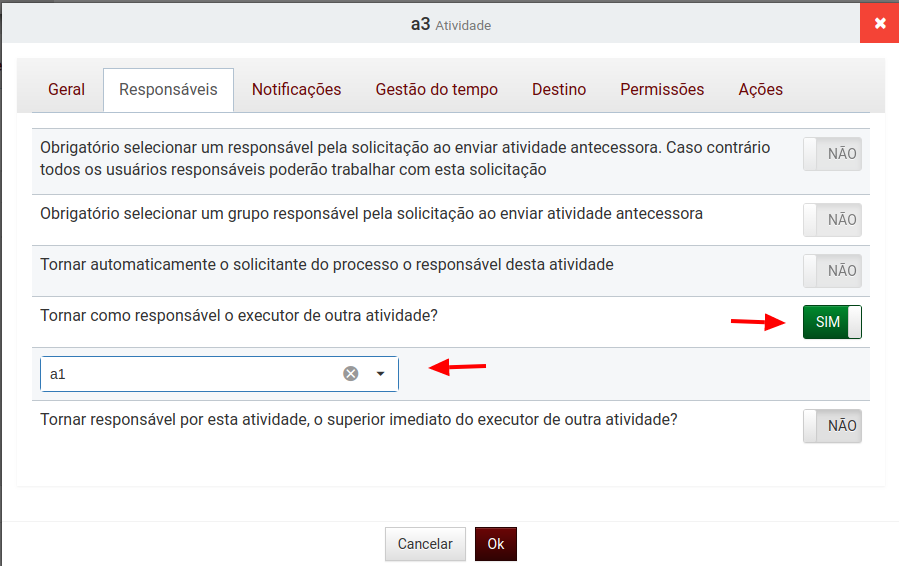 a3 Atividade
Geral Responsáveis Notificações Gestão do tempo Destino Permissões Ações
Obrigatório selecionar um responsável pela solicitação ao enviar atividade antecessora. Caso contrário
todos os usuários responsáveis poderão trabalhar com esta solicitação
NÃO
Obrigatório selecionar um grupo responsável pela solicitação ao enviar atividade antecessora
NÃO
Tornar automaticamente o solicitante do processo o responsável desta atividade
NÃO
Tornar como responsável o executor de outra atividade?
SIM
a1
Tornar responsável por esta atividade, o superior imediato do executor de outra atividade?
NÃO
Cancelar Ok